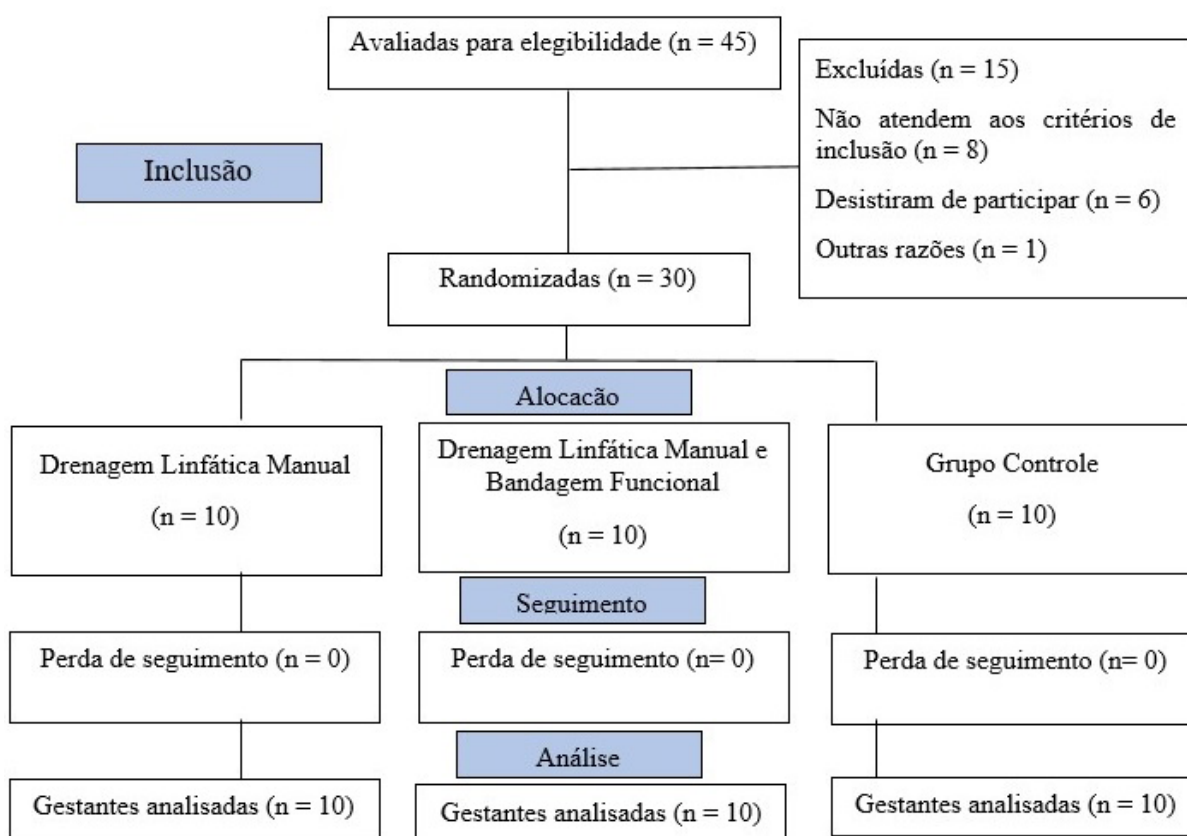 Avaliadas para elegibilidade (n = 45)
Excluídas (n = 15)
Não atendem aos critérios de
inclusão (n = 8)
Desistiram de participar (n = 6)
Outras razões (n = 1)
Inclusão
Randomizadas (n = 30)
Alocacão
Drenagem Linfática Manual
(n = 10)
Drenagem Linfática Manual e
Bandagem Funcional
(n = 10)
Grupo Controle
(n = 10)
Seguimento
Perda de seguimento (n = 0)
Perda de seguimento (n= 0)
Perda de seguimento (n= 0)
Análise
Gestantes analisadas (n = 10)
Gestantes analisadas (n = 10)
Gestantes analisadas (n = 10)